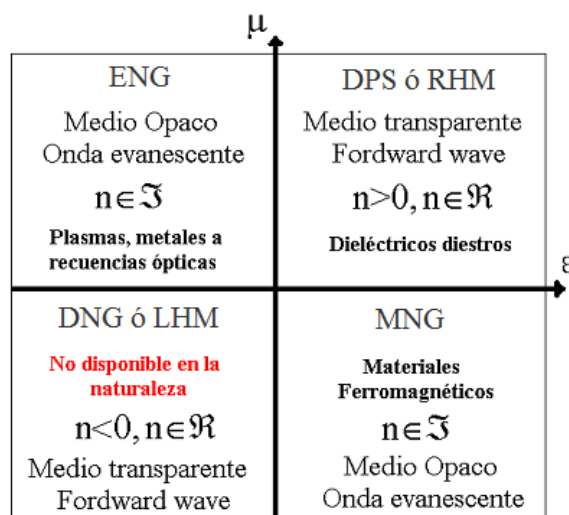 μ
ENG
Medio Opaco
Onda evanescente
n∈ℑ
Plasmas, metales a
recuencias ópticas
DPS ó RHM
Medio transparente
Fordward wave
n>0, n∈ℜ
Dieléctricos diestros
ε
DNG ó LHM
No disponible en la
naturaleza
n<0, n∈ℜ
Medio transparente
Fordward wave
MNG
Materiales
Ferromagnéticos
n∈ℑ
Medio Opaco
Onda evanescente